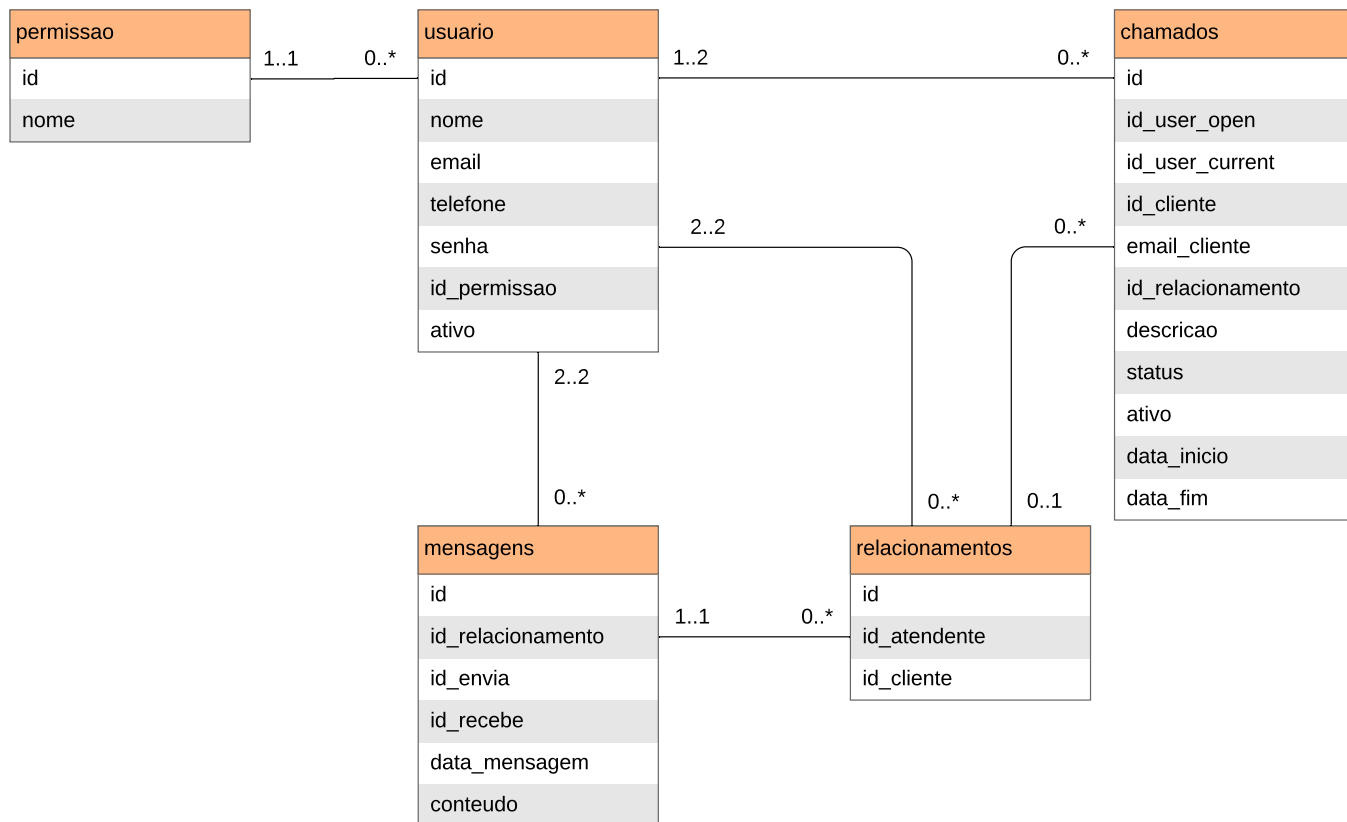 permissao
id
nome
1..1
0..*
usuario
id
nome
email
telefone
senha
id_permissao
ativo
1..2
0..*
chamados
id
id_user_open
id_user_current
id_cliente
email_cliente
id_relacionamento
descricao
status
ativo
data_inicio
data_fim
2..2
0..*
2..2
0..*
0..*
0..1
mensagens
id
id_relacionamento
id_envia
id_recebe
data_mensagem
conteudo
1..1
0..*
relacionamentos
id
id_atendente
id_cliente